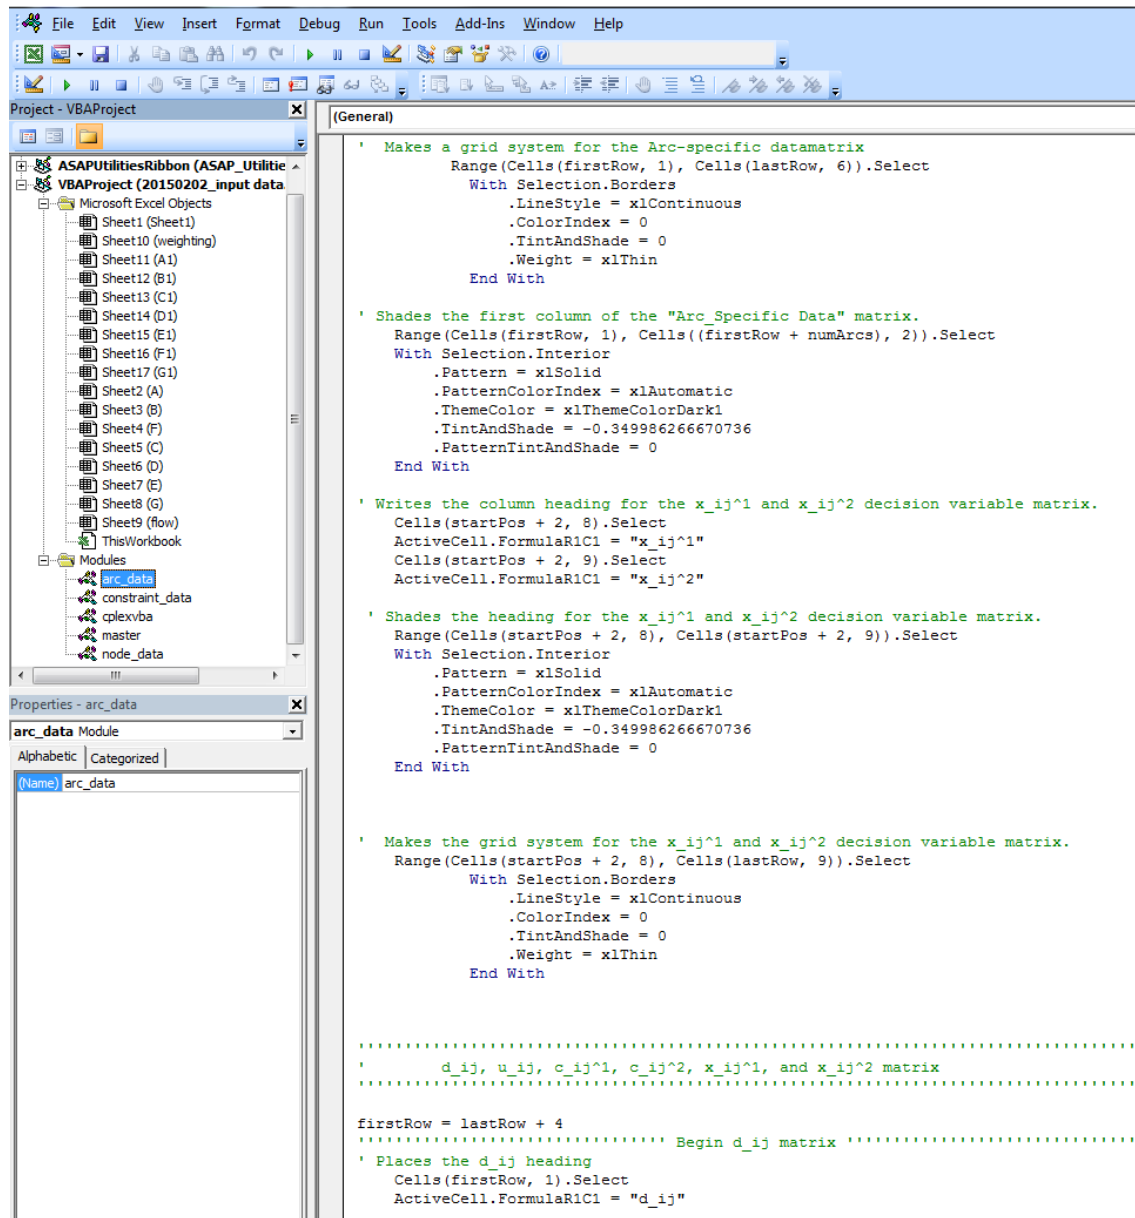 File Edit View Insert Format Debug Run Tools Add-Ins Window Help
Project - VBAProject
ASAPUtilitiesRibbon (ASAP_Utilitie
VBAProject (20150202_input data.
Microsoft Excel Objects
Sheet1 (Sheet1)
Sheet10 (weighting)
Sheet11 (A1)
Sheet12 (B1)
Sheet13 (C1)
Sheet14 (D1)
Sheet15 (E1)
Sheet16 (F1)
Sheet17 (G1)
Sheet2 (A)
Sheet3 (B)
Sheet4 (F)
Sheet5 (C)
Sheet6 (D)
Sheet7 (E)
Sheet8 (G)
Sheet9 (flow)
ThisWorkbook
Modules
arc_data
constraint_data
cplexvba
master
node_data
Properties - arc_data
arc_data Module
Alphabetic Categorized
(Name) arc_data
(General)
' Makes a grid system for the Arc-specific datamatrix
Range(Cells(firstRow, 1), Cells(lastRow, 6)).Select
With Selection.Borders
.LineStyle = xlContinuous
.ColorIndex = 0
.TintAndShade = 0
.Weight = xlThin
End With
' Shades the first column of the "Arc_Specific Data" matrix.
Range(Cells(firstRow, 1), Cells((firstRow + numArcs), 2)).Select
With Selection.Interior
.Pattern = xlSolid
.PatternColorIndex = xlAutomatic
.ThemeColor = xlThemeColorDark1
.TintAndShade = -0.349986266670736
.PatternTintAndShade = 0
End With
' Writes the column heading for the x_ij^1 and x_ij^2 decision variable matrix.
Cells(startPos + 2, 8).Select
ActiveCell.FormulaR1C1 = "x_ij^1"
Cells(startPos + 2, 9).Select
ActiveCell.FormulaR1C1 = "x_ij^2"
' Shades the heading for the x_ij^1 and x_ij^2 decision variable matrix.
Range(Cells(startPos + 2, 8), Cells(startPos + 2, 9)).Select
With Selection.Interior
.Pattern = xlSolid
.PatternColorIndex = xlAutomatic
.ThemeColor = xlThemeColorDark1
.TintAndShade = -0.349986266670736
.PatternTintAndShade = 0
End With
' Makes the grid system for the x_ij^1 and x_ij^2 decision variable matrix.
Range(Cells(startPos + 2, 8), Cells(lastRow, 9)).Select
With Selection.Borders
.LineStyle = xlContinuous
.ColorIndex = 0
.TintAndShade = 0
.Weight = xlThin
End With
'''''''''''''''''''''''''''''''''''''''''''''''''''''''''''''''''''''''''''''''''''
' d_ij, u_ij, c_ij^1, c_ij^2, x_ij^1, and x_ij^2 matrix
'''''''''''''''''''''''''''''''''''''''''''''''''''''''''''''''''''''''''''''''''''
firstRow = lastRow + 4
''''''''''''''''''''''''''''''''' Begin d_ij matrix '''''''''''''''''''''''''''''''
' Places the d_ij heading
Cells(firstRow, 1).Select
ActiveCell.FormulaR1C1 = "d_ij"